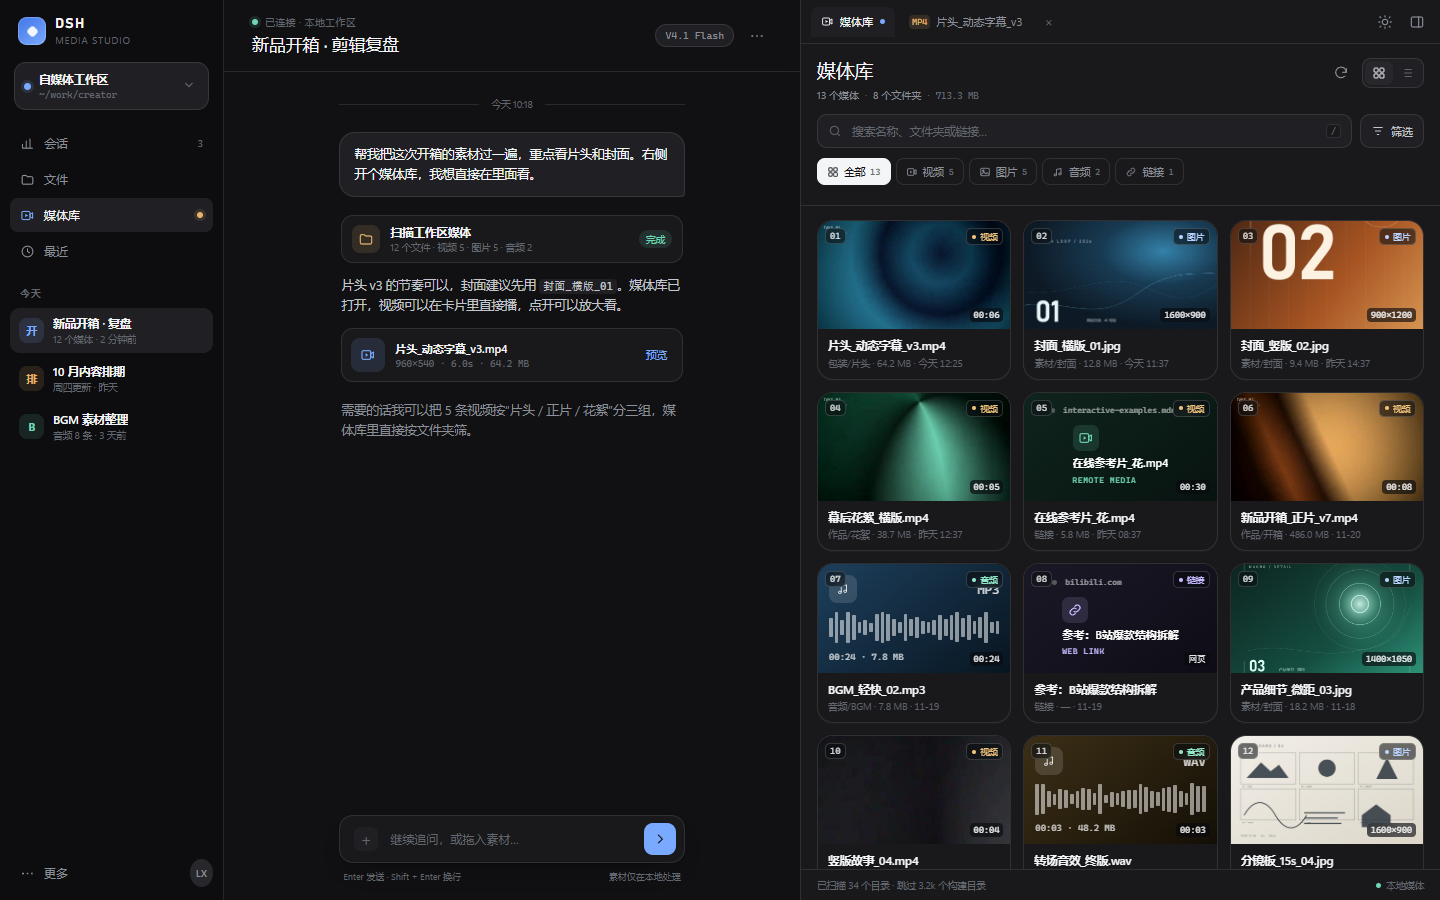 DSH
MEDIA STUDIO
自媒体工作区
~/work/creator
会话 3
文件
媒体库
最近
今天
开
新品开箱 · 复盘
12 个媒体 · 2 分钟前
排
10 月内容排期
周四更新 · 昨天
B
BGM 素材整理
音频 8 条 · 3 天前
更多
LX
已连接 · 本地工作区
新品开箱 · 剪辑复盘
V4.1 Flash
今天 10:18
帮我把这次开箱的素材过一遍，重点看片头和封面。右侧
开个媒体库，我想直接在里面看。
扫描工作区媒体
12 个文件 · 视频 5 · 图片 5 · 音频 2
完成
片头 v3 的节奏可以，封面建议先用 封面_横版_01 。媒体库已
打开，视频可以在卡片里直接播，点开可以放大看。
片头_动态字幕_v3.mp4
960×540 · 6.0s · 64.2 MB
预览
需要的话我可以把 5 条视频按"片头 / 正片 / 花絮"分三组，媒
体库里直接按文件夹筛。
继续追问，或拖入素材...
Enter 发送 · Shift + Enter 换行
素材仅在本地处理
媒体库
MP4 片头_动态字幕_v3 ×
媒体库
13 个媒体 · 8 个文件夹 · 713.3 MB
搜索名称、文件夹或链接...
/
筛选
全部 13
视频 5
图片 5
音频 2
链接 1
01
视频
00:06
片头_动态字幕_v3.mp4
包装/片头 · 64.2 MB · 今天 12:25
02
图片
01
1600×900
封面_横版_01.jpg
素材/封面 · 12.8 MB · 今天 11:37
03
图片
02
900×1200
封面_竖版_02.jpg
素材/封面 · 9.4 MB · 昨天 14:37
04
视频
00:05
幕后花絮_横版.mp4
作品/花絮 · 38.7 MB · 昨天 12:37
05
interactive-examples.md
视频
在线参考片_花.mp4
REMOTE MEDIA
00:30
在线参考片_花.mp4
链接 · 5.8 MB · 昨天 08:37
06
视频
00:08
新品开箱_正片_v7.mp4
作品/开箱 · 486.0 MB · 11-20
07
音频
MP3
00:24 · 7.8 MB
00:24
BGM_轻快_02.mp3
音频/BGM · 7.8 MB · 11-19
08
bilibili.com
链接
参考：B站爆款结构拆解
WEB LINK
网页
参考：B站爆款结构拆解
链接 · — · 11-19
09
图片
03
1400×1050
产品细节_微距_03.jpg
素材/封面 · 18.2 MB · 11-18
10
视频
00:04
竖版故事_04.mp4
11
音频
WAV
00:03 · 48.2 MB
00:03
转场音效_终版.wav
12
图片
1600×900
分镜板_15s_04.jpg
已扫描 34 个目录 · 跳过 3.2k 个构建目录
本地媒体